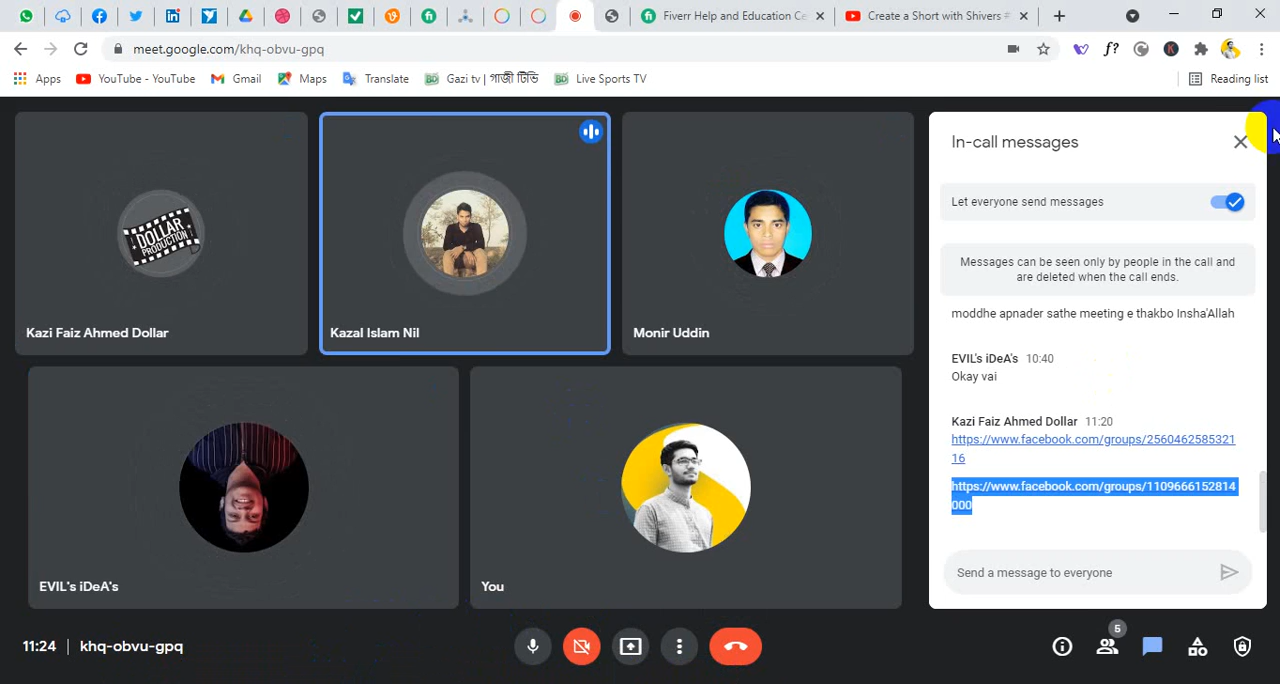 Fiverr Help and Education Ce
Create a Short with Shivers #
meet.google.com/khq-obvu-gpq
Apps
YouTube - YouTube
Gmail
Maps
Translate
Gazi tv | গাজী টিভি
Live Sports TV
Reading list
DOLLAR
PRODUCTION
Kazi Faiz Ahmed Dollar
Kazal Islam Nil
Monir Uddin
EVIL's iDeA's
You
In-call messages
Let everyone send messages
Messages can be seen only by people in the call and
are deleted when the call ends.
moddhe apnader sathe meeting e thakbo Insha'Allah
EVIL's iDeA's 10:40
Okay vai
Kazi Faiz Ahmed Dollar 11:20
https://www.facebook.com/groups/2560462585321
16
https://www.facebook.com/groups/1109666152814
000
Send a message to everyone
11:24 | khq-obvu-gpq
5